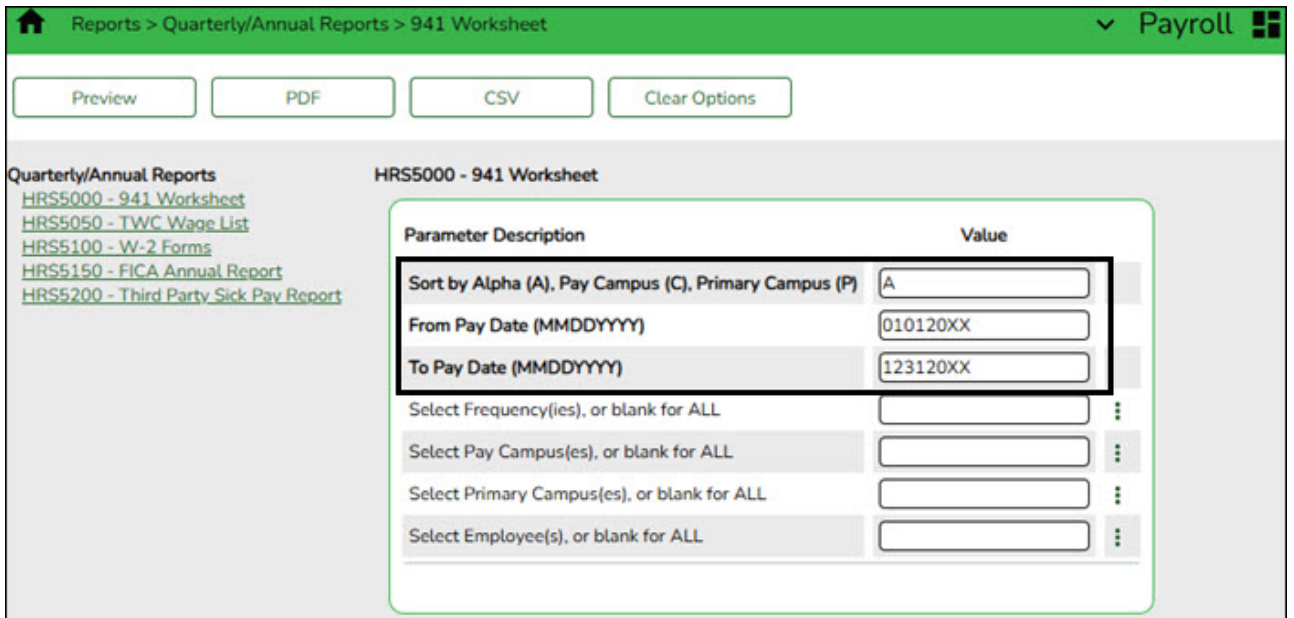 Reports > Quarterly/Annual Reports > 941 Worksheet
Payroll
Preview
PDF
CSV
Clear Options
Quarterly/Annual Reports
HRS5000 - 941 Worksheet
HRS5050 - TWC Wage List
HRS5100 - W-2 Forms
HRS5150 - FICA Annual Report
HRS5200 - Third Party Sick Pay Report
HRS5000 - 941 Worksheet
Parameter Description Value
Sort by Alpha (A), Pay Campus (C), Primary Campus (P) A
From Pay Date (MMDDYYYY) 010120XX
To Pay Date (MMDDYYYY) 123120XX
Select Frequency(ies), or blank for ALL
Select Pay Campus(es), or blank for ALL
Select Primary Campus(es), or blank for ALL
Select Employee(s), or blank for ALL